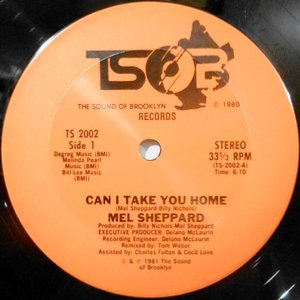 TSOB
THE SOUND OF BROOKLYN
© 1980
RECORDS
TS 2002
Side 1
Degreg Music (BMI)
Melinda Pearl
Music (BMI)
Bill-Lee Music
(BMI)
STEREO
33⅓ RPM
(TS-2002-A)
Time: 6:10
CAN I TAKE YOU HOME
(Mel Sheppard-Billy Nichols)
MEL SHEPPARD
Produced by: Billy Nichols-Mel Sheppard
EXECUTIVE PRODUCER: Delano McLaurin
Recording Engineer: Delano McLaurin
Remixed by: Tom Weber
Assisted by: Charles Fulton & Cecil Love
© & ℗ 1981 The Sound
of Brooklyn